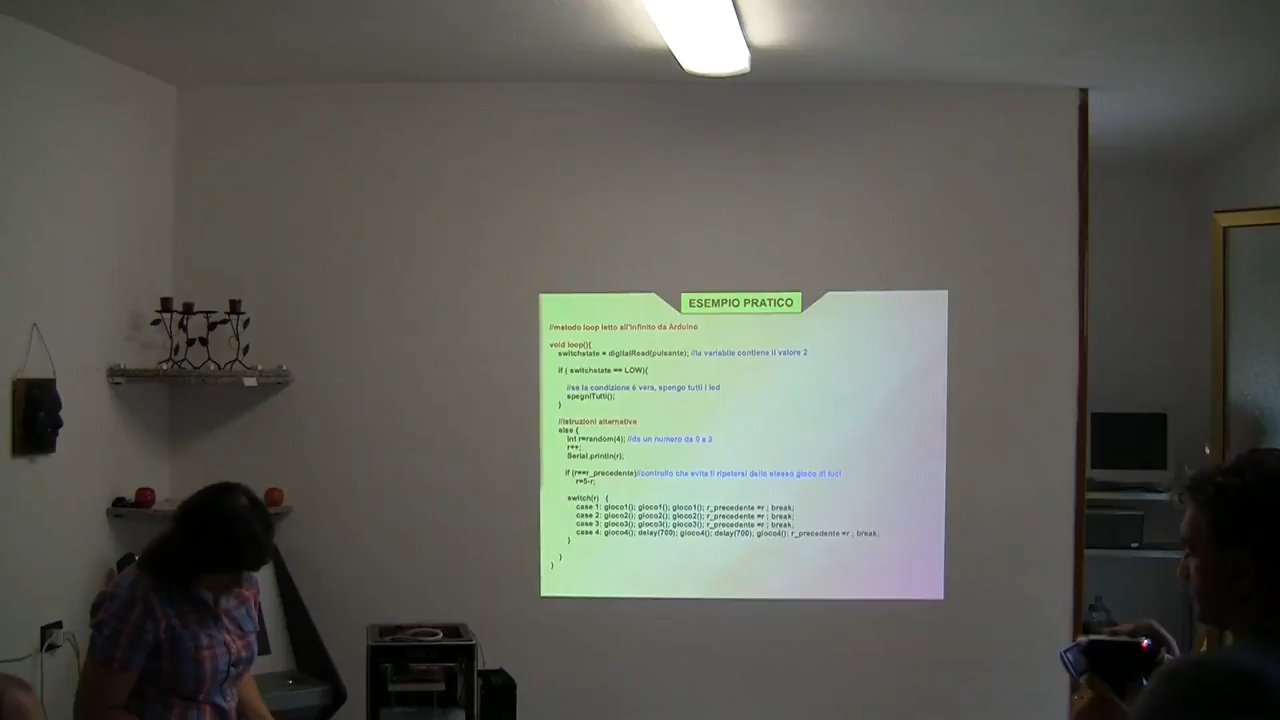 ESEMPIO PRATICO
//metodo loop letto all'infinito da Arduino
void loop(){
switchstate = digitalRead(pulsante); //la variabile contiene il valore 2
if ( switchstate == LOW){
//se la condizione è vera, spengo tutti i led
spegniTutti();
}
//istruzioni alternative
else {
int r=random(4); //da un numero da 0 a 3
r++;
Serial.println(r);
if (r==r_precedente)//controllo che evita il ripetersi dello stesso gioco di luci
r=5-r;
switch(r) {
case 1: gioco1(); gioco1(); gioco1(); r_precedente =r ; break;
case 2: gioco2(); gioco2(); gioco2(); r_precedente =r ; break;
case 3: gioco3(); gioco3(); gioco3(); r_precedente =r ; break;
case 4: gioco4(); delay(700); gioco4(); delay(700); gioco4(); r_precedente =r ; break;
}
}
}